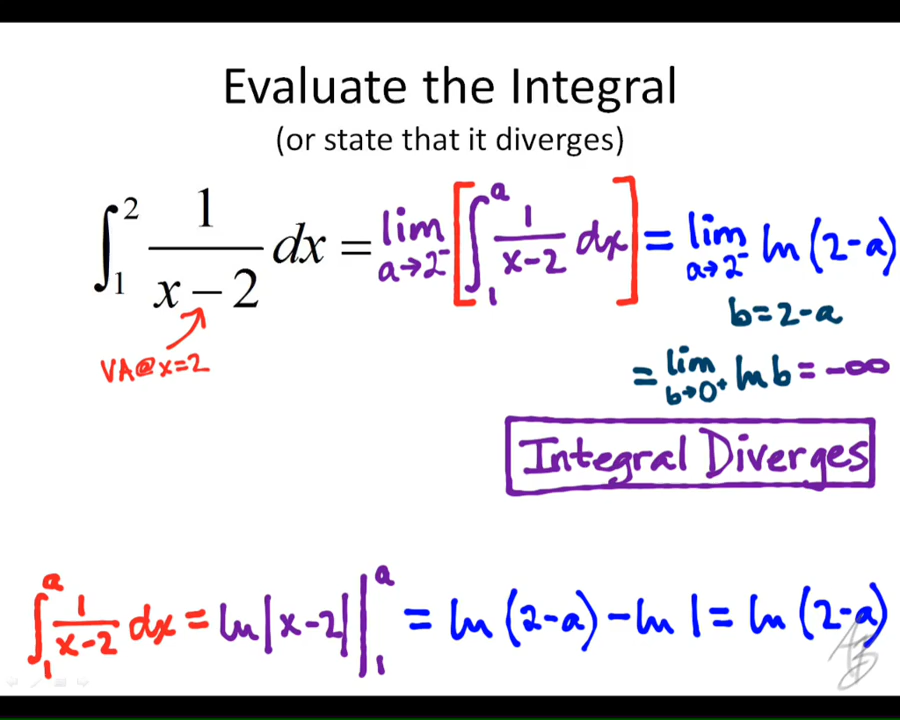 Evaluate the Integral
(or state that it diverges)
∫₁² 1/(x − 2) dx = lim a→2⁻ [∫₁ᵃ 1/(x-2) dx] = lim a→2⁻ ln(2-a)
b=2-a
VA@x=2
= lim b→0⁺ ln b = -∞
Integral Diverges
∫₁ᵃ 1/(x-2) dx = ln|x-2| |₁ᵃ = ln(2-a) - ln 1 = ln(2-a)